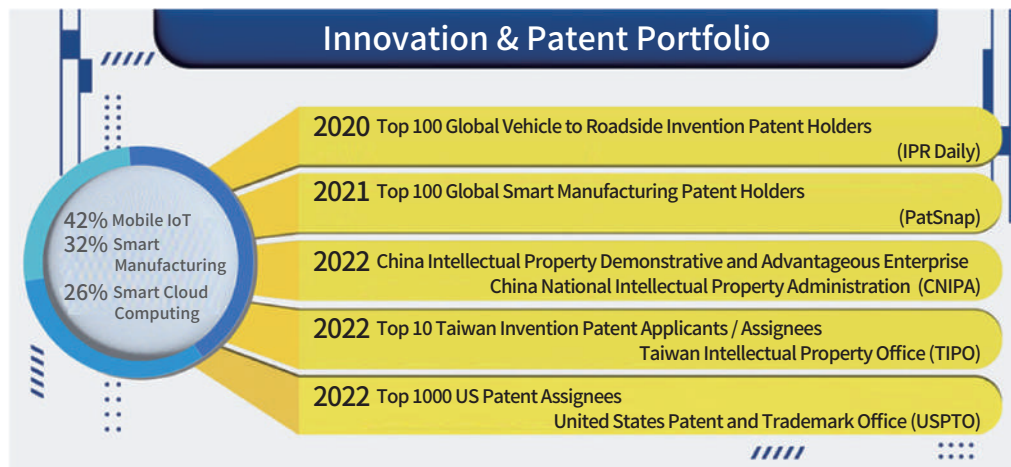 Innovation & Patent Portfolio
42% Mobile IoT
32% Smart
Manufacturing
26% Smart Cloud
Computing
2020 Top 100 Global Vehicle to Roadside Invention Patent Holders
(IPR Daily)
2021 Top 100 Global Smart Manufacturing Patent Holders
(PatSnap)
2022 China Intellectual Property Demonstrative and Advantageous Enterprise
China National Intellectual Property Administration (CNIPA)
2022 Top 10 Taiwan Invention Patent Applicants / Assignees
Taiwan Intellectual Property Office (TIPO)
2022 Top 1000 US Patent Assignees
United States Patent and Trademark Office (USPTO)